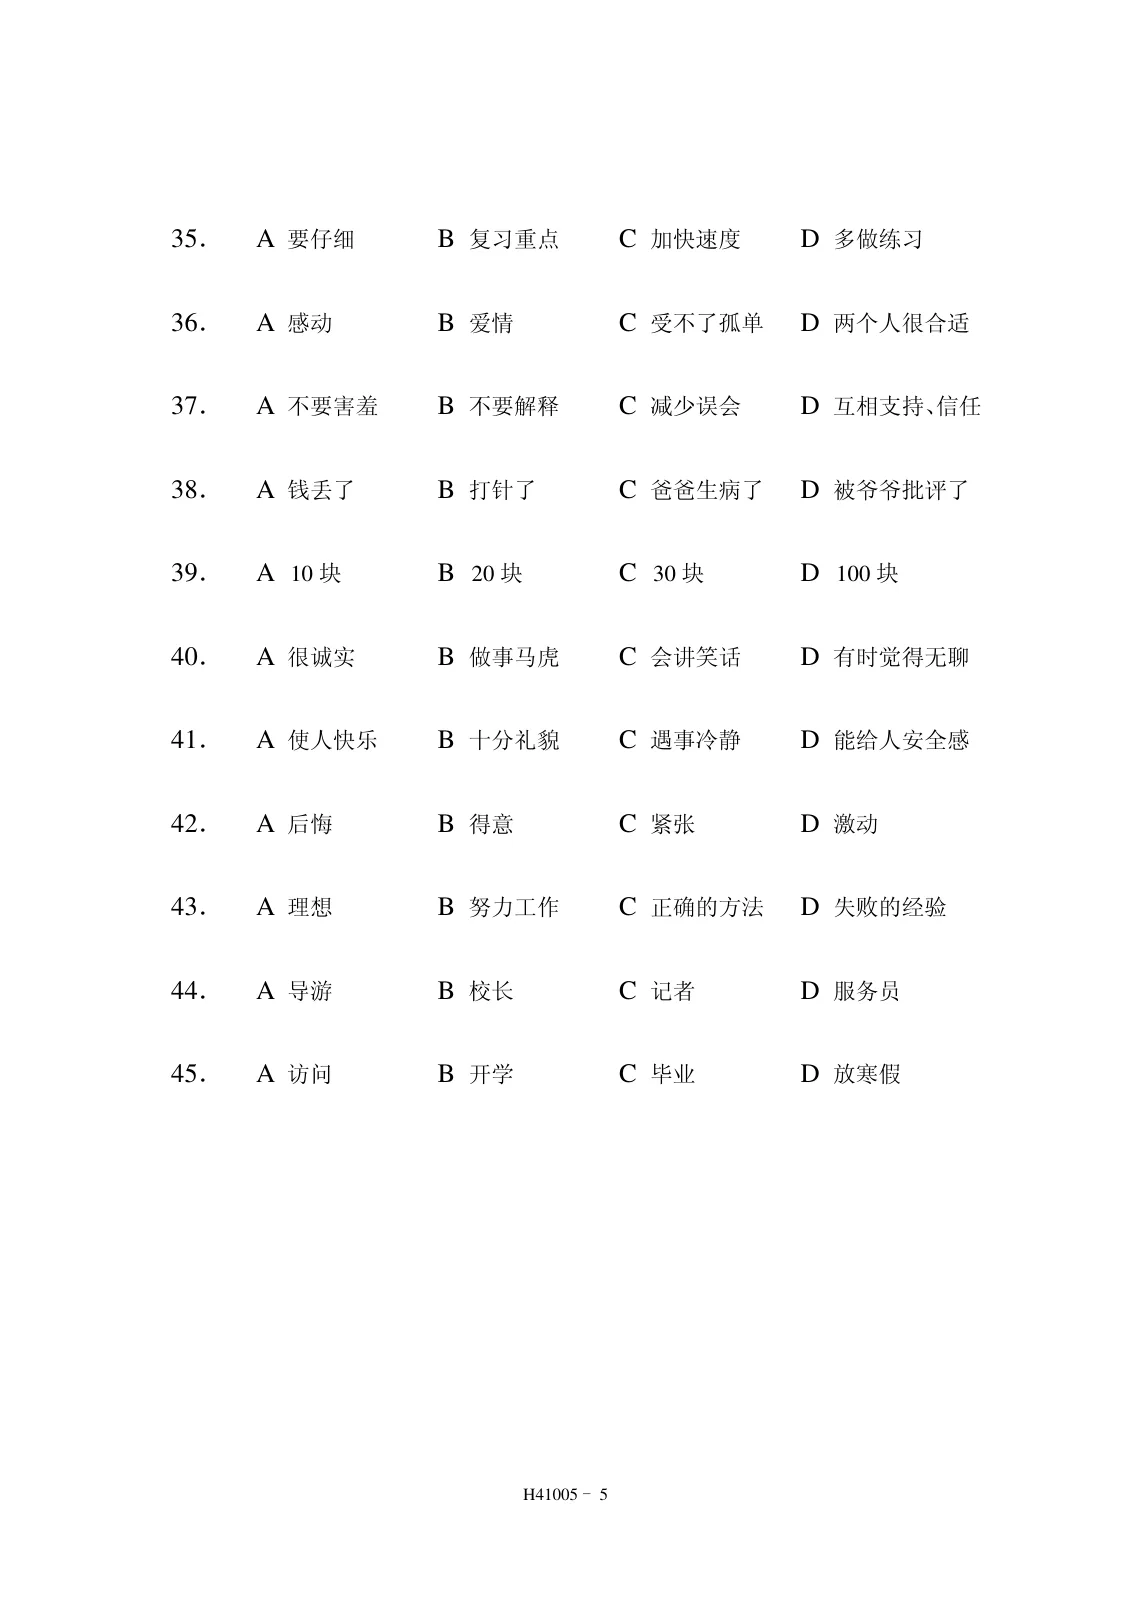 35． A 要仔细 B 复习重点 C 加快速度 D 多做练习
36． A 感动 B 爱情 C 受不了孤单 D 两个人很合适
37． A 不要害羞 B 不要解释 C 减少误会 D 互相支持、信任
38． A 钱丢了 B 打针了 C 爸爸生病了 D 被爷爷批评了
39． A 10 块 B 20 块 C 30 块 D 100 块
40． A 很诚实 B 做事马虎 C 会讲笑话 D 有时觉得无聊
41． A 使人快乐 B 十分礼貌 C 遇事冷静 D 能给人安全感
42． A 后悔 B 得意 C 紧张 D 激动
43． A 理想 B 努力工作 C 正确的方法 D 失败的经验
44． A 导游 B 校长 C 记者 D 服务员
45． A 访问 B 开学 C 毕业 D 放寒假
H41005－ 5